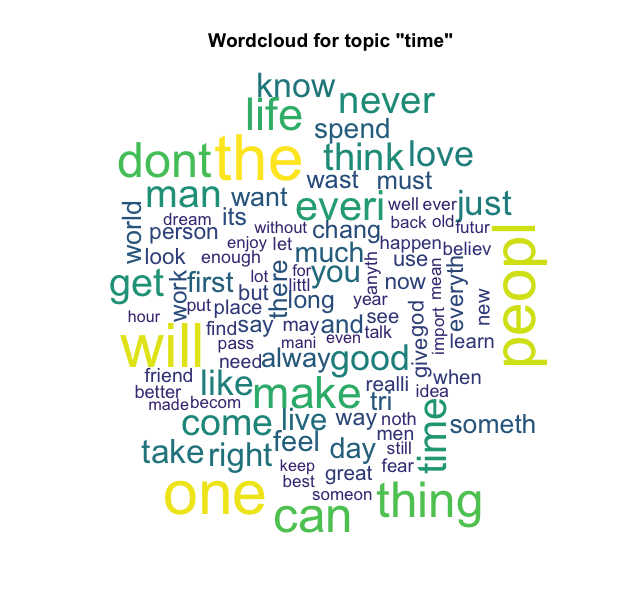 Wordcloud for topic "time"
know
never
life
spend
dont
the
think
love
wast
must
man
want
everi
well
ever
just
world
dream
its
without
chang
back
old
futur
person
enjoy
let
much
happen
believ
look
enough
there
for
you
anyth
use
mean
everyth
peopl
get
work
first
lot
littl
but
long
year
now
new
put
place
hour
find
say
may
and
see
god
import
will
pass
mani
even
talk
give
learn
need
alway
good
friend
like
make
realli
idea
when
better
made
becom
tri
come
live
way
noth
time
someth
men
take
right
feel
day
still
keep
great
fear
best
someon
one
can
thing